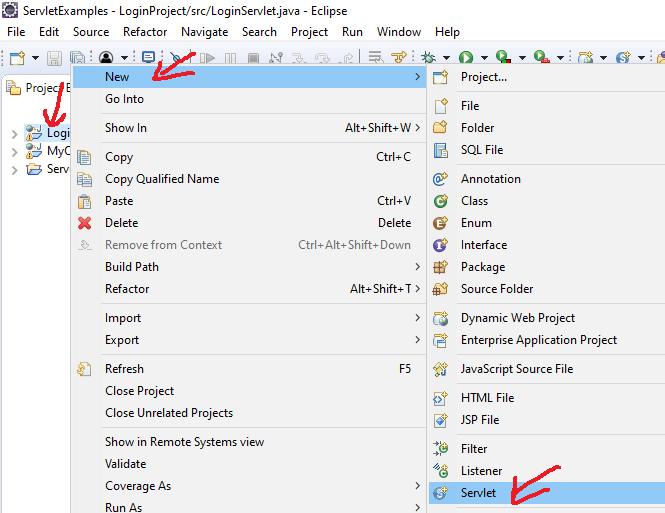 ServletExamples - LoginProject/src/LoginServlet.java - Eclipse
File Edit Source Refactor Navigate Search Project Run Window Help
Project
New
Go Into
Show In Alt+Shift+W
Copy Ctrl+C
Copy Qualified Name
Paste Ctrl+V
Delete Delete
Remove from Context Ctrl+Alt+Shift+Down
Build Path
Refactor Alt+Shift+T
Import
Export
Refresh F5
Close Project
Close Unrelated Projects
Show in Remote Systems view
Validate
Coverage As
Run As
Project...
File
Folder
SQL File
Annotation
Class
Enum
Interface
Package
Source Folder
Dynamic Web Project
Enterprise Application Project
JavaScript Source File
HTML File
JSP File
Filter
Listener
Servlet